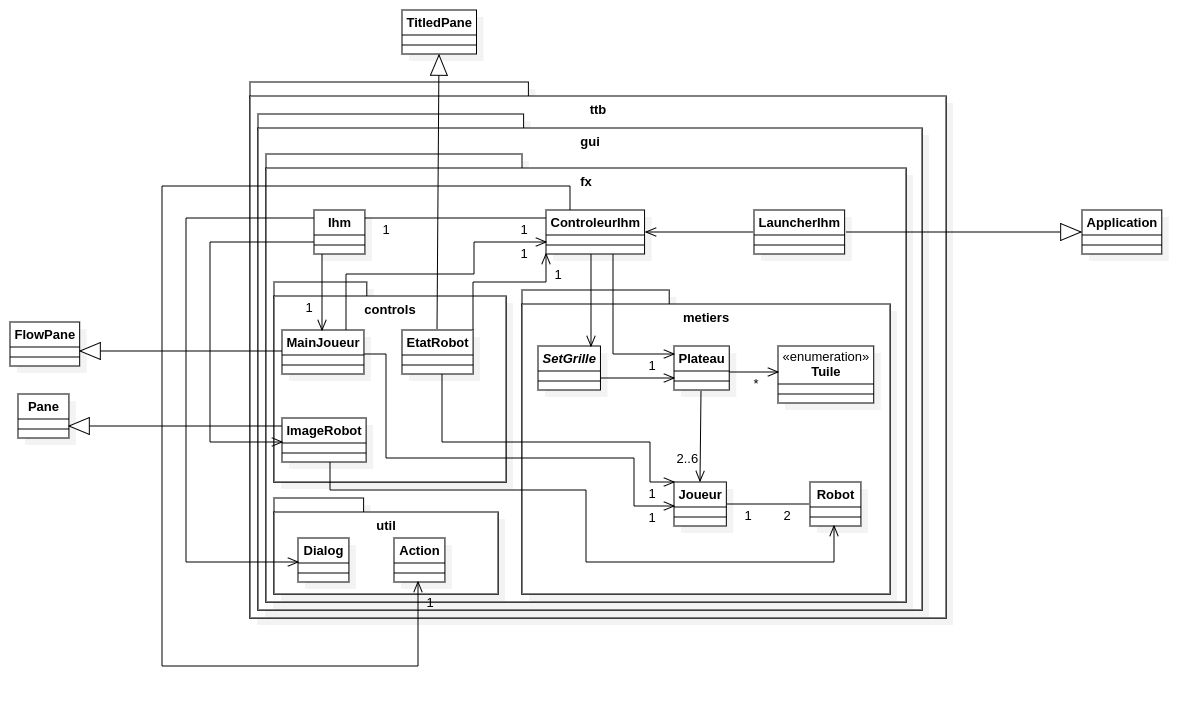 TitledPane
ttb
gui
fx
Ihm
1
1
ControleurIhm
LauncherIhm
Application
1
1
1
controls
metiers
FlowPane
MainJoueur
EtatRobot
SetGrille
1
Plateau
«enumeration»
Tuile
*
Pane
ImageRobot
2..6
1
Joueur
1
1
2
Robot
util
Dialog
Action
1